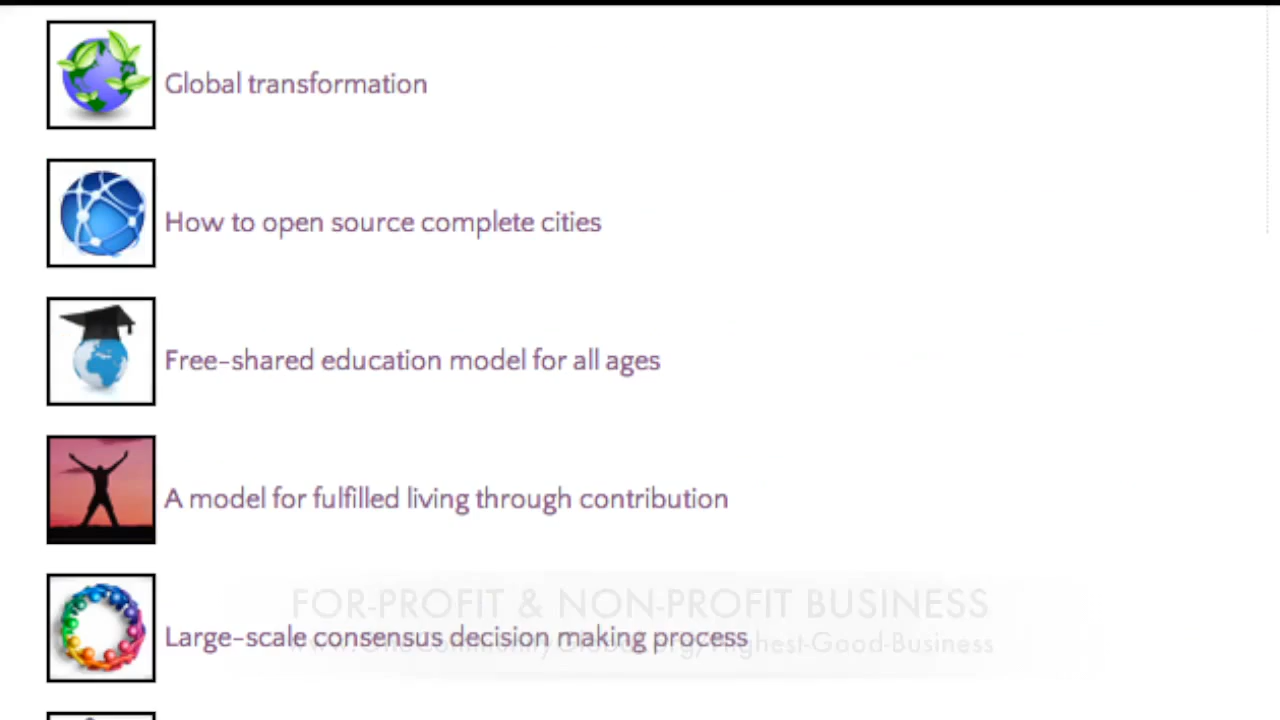 Global transformation
How to open source complete cities
Free-shared education model for all ages
A model for fulfilled living through contribution
FOR-PROFIT & NON-PROFIT BUSINESS
Large-scale consensus decision making process